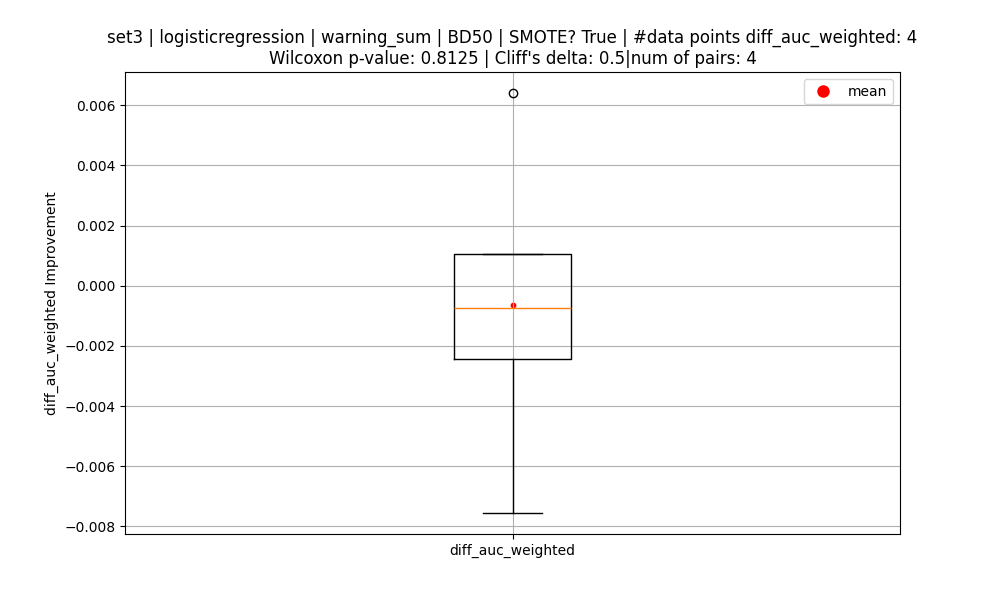 set3 | logisticregression | warning_sum | BD50 | SMOTE? True | #data points diff_auc_weighted: 4
Wilcoxon p-value: 0.8125 | Cliff's delta: 0.5|num of pairs: 4
mean
0.006
0.004
0.002
0.000
−0.002
−0.004
−0.006
−0.008
diff_auc_weighted Improvement
diff_auc_weighted